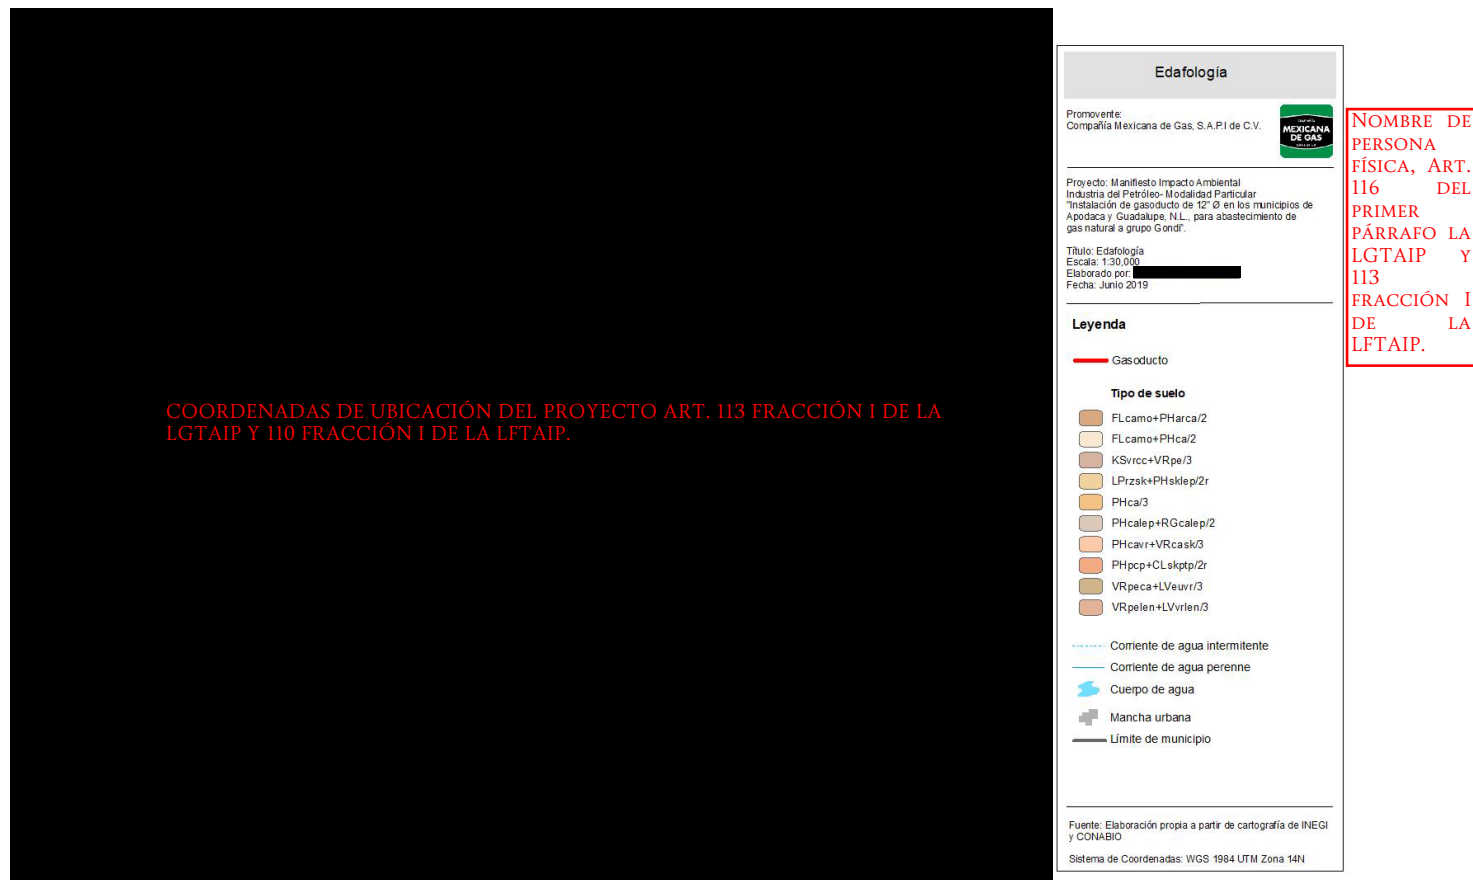 COORDENADAS DE UBICACIÓN DEL PROYECTO ART. 113 FRACCIÓN I DE LA
LGTAIP Y 110 FRACCIÓN I DE LA LFTAIP.
Edafología
Promovente:
Compañía Mexicana de Gas, S.A.P.I de C.V.
MEXICANA
DE GAS
Proyecto: Manifiesto Impacto Ambiental
Industria del Petróleo- Modalidad Particular
"Instalación de gasoducto de 12" Ø en los municipios de
Apodaca y Guadalupe, N.L., para abastecimiento de
gas natural a grupo Gondi".
Título: Edafología
Escala: 1:30,000
Elaborado por:
Fecha: Junio 2019
Leyenda
Gasoducto
Tipo de suelo
FLcamo+PHarca/2
FLcamo+PHca/2
KSvrcc+VRpe/3
LPrzsk+PHsklep/2r
PHca/3
PHcalep+RGcalep/2
PHcavr+VRcask/3
PHpcp+CLskptp/2r
VRpeca+LVeuvr/3
VRpelen+LVvrlen/3
Corriente de agua intermitente
Corriente de agua perenne
Cuerpo de agua
Mancha urbana
Límite de municipio
Fuente: Elaboración propia a partir de cartografía de INEGI
y CONABIO
Sistema de Coordenadas: WGS 1984 UTM Zona 14N
NOMBRE DE
PERSONA
FÍSICA, ART.
116 DEL
PRIMER
PÁRRAFO LA
LGTAIP Y
113
FRACCIÓN I
DE LA
LFTAIP.